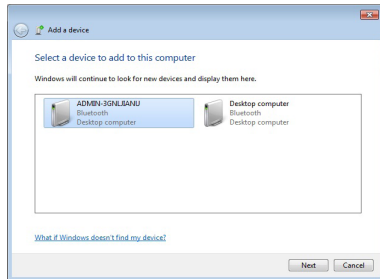 Add a device
Select a device to add to this computer
Windows will continue to look for new devices and display them here.
ADMIN-3GNLJIANU
Bluetooth
Desktop computer
Desktop computer
Bluetooth
Desktop computer
What if Windows doesn't find my device?
Next
Cancel